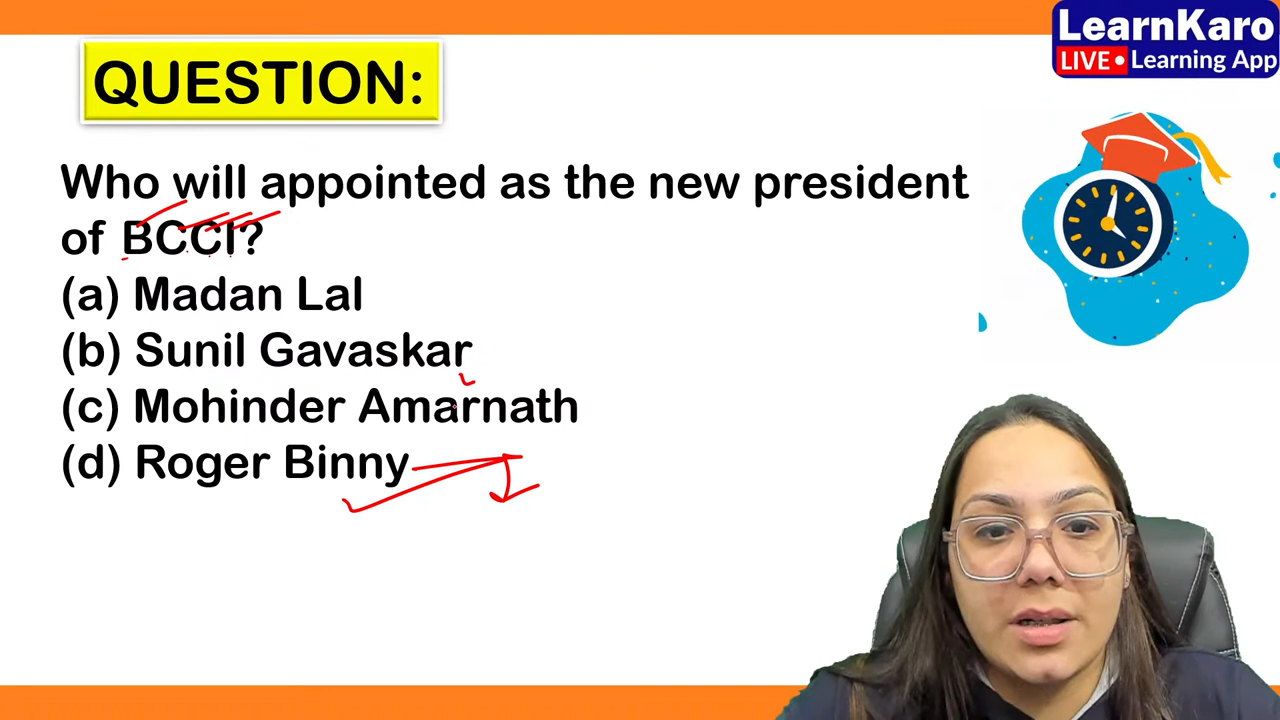 LearnKaro
LIVE • Learning App
QUESTION:
Who will appointed as the new president
of BCCI?
(a) Madan Lal
(b) Sunil Gavaskar
(c) Mohinder Amarnath
(d) Roger Binny